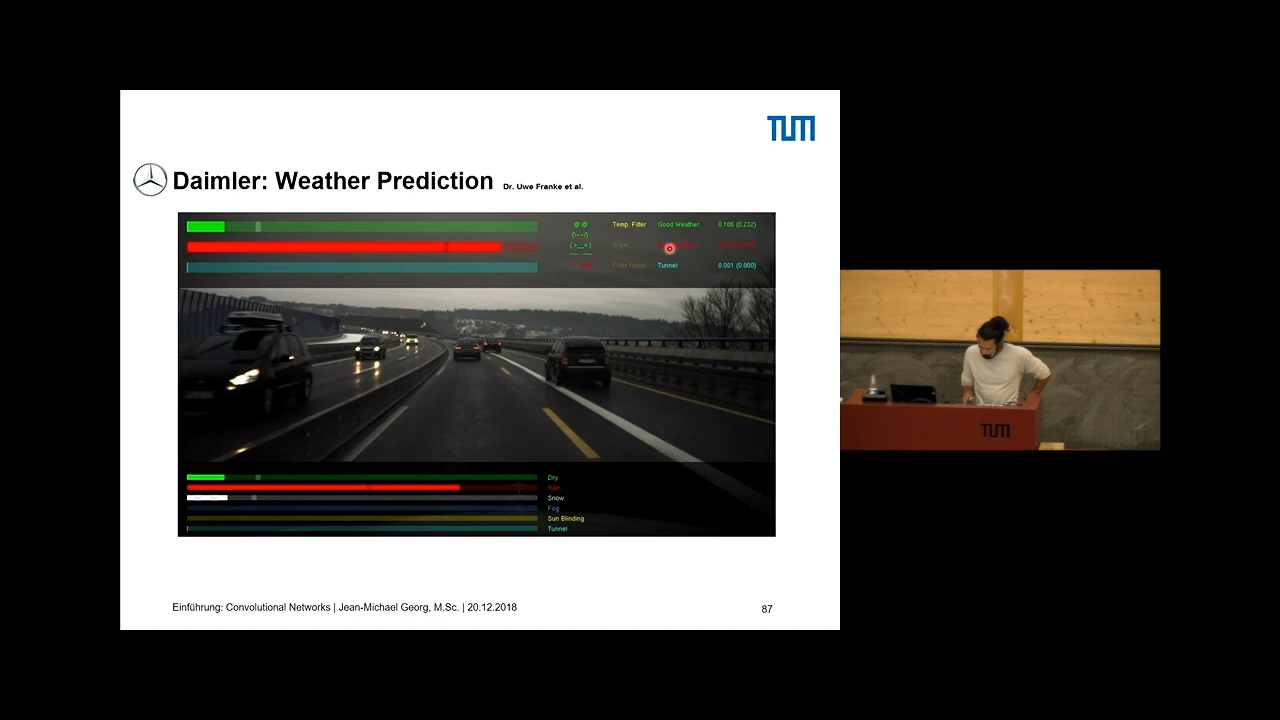 TUM
Daimler: Weather Prediction Dr. Uwe Franke et al.
Temp. Filter Good Weather: 0.106 (0.232)
Tunnel: 0.001 (0.000)
Dry
Rain
Snow
Fog
Sun Blinding
Tunnel
TUM
Einführung: Convolutional Networks | Jean-Michael Georg, M.Sc. | 20.12.2018
87